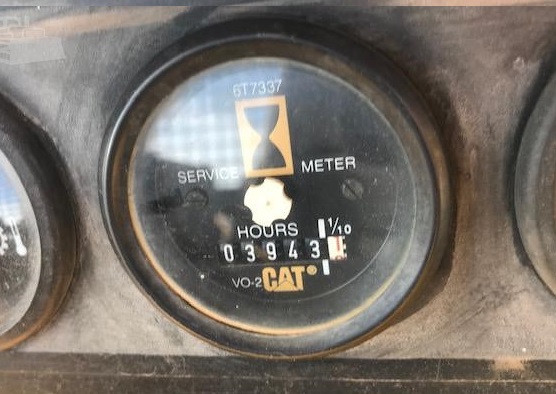 6T7337
SERVICE METER
HOURS 1/10
03943
VO-2 CAT®